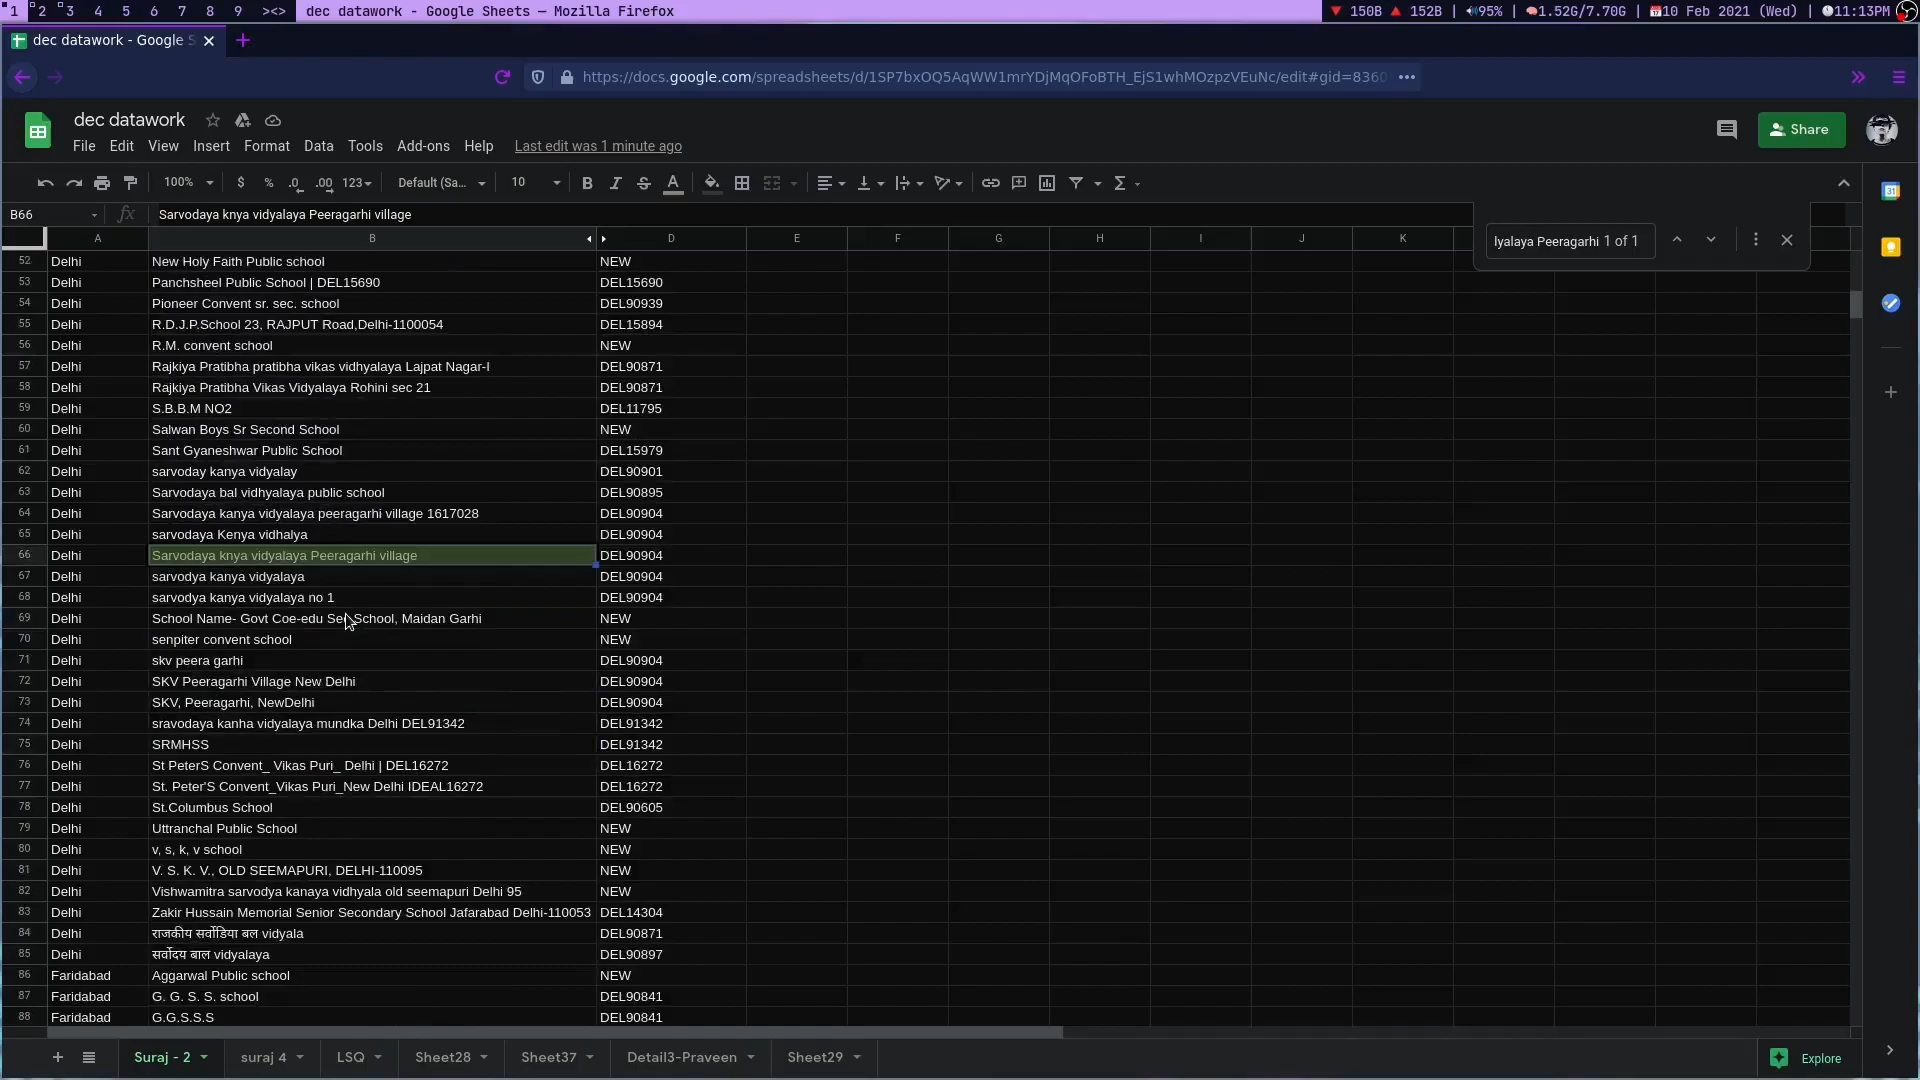 1 2 3 4 5 6 7 8 9 ><> dec datawork - Google Sheets — Mozilla Firefox 150B 152B | 95% | 1.52G/7.70G | 10 Feb 2021 (Wed) | 11:13PM
dec datawork - Google S
https://docs.google.com/spreadsheets/d/1SP7bxOQ5AqWW1mrYDjMqOFoBTH_EjS1whMOzpzVEuNc/edit#gid=8360
dec datawork
Share
File Edit View Insert Format Data Tools Add-ons Help Last edit was 1 minute ago
100% $ % .0 .00 123 Default (Sa... 10 B I S A
B66 fx Sarvodaya knya vidyalaya Peeragarhi village
lyalaya Peeragarhi 1 of 1
A B D E F G H I J K
52 Delhi New Holy Faith Public school NEW
53 Delhi Panchsheel Public School | DEL15690 DEL15690
54 Delhi Pioneer Convent sr. sec. school DEL90939
55 Delhi R.D.J.P.School 23, RAJPUT Road,Delhi-1100054 DEL15894
56 Delhi R.M. convent school NEW
57 Delhi Rajkiya Pratibha pratibha vikas vidhyalaya Lajpat Nagar-I DEL90871
58 Delhi Rajkiya Pratibha Vikas Vidyalaya Rohini sec 21 DEL90871
59 Delhi S.B.B.M NO2 DEL11795
60 Delhi Salwan Boys Sr Second School NEW
61 Delhi Sant Gyaneshwar Public School DEL15979
62 Delhi sarvoday kanya vidyalay DEL90901
63 Delhi Sarvodaya bal vidhyalaya public school DEL90895
64 Delhi Sarvodaya kanya vidyalaya peeragarhi village 1617028 DEL90904
65 Delhi sarvodaya Kenya vidhalya DEL90904
66 Delhi Sarvodaya knya vidyalaya Peeragarhi village DEL90904
67 Delhi sarvodya kanya vidyalaya DEL90904
68 Delhi sarvodya kanya vidyalaya no 1 DEL90904
69 Delhi School Name- Govt Coe-edu Sec School, Maidan Garhi NEW
70 Delhi senpiter convent school NEW
71 Delhi skv peera garhi DEL90904
72 Delhi SKV Peeragarhi Village New Delhi DEL90904
73 Delhi SKV, Peeragarhi, NewDelhi DEL90904
74 Delhi sravodaya kanha vidyalaya mundka Delhi DEL91342 DEL91342
75 Delhi SRMHSS DEL91342
76 Delhi St PeterS Convent_ Vikas Puri_ Delhi | DEL16272 DEL16272
77 Delhi St. Peter'S Convent_Vikas Puri_New Delhi IDEAL16272 DEL16272
78 Delhi St.Columbus School DEL90605
79 Delhi Uttranchal Public School NEW
80 Delhi v, s, k, v school NEW
81 Delhi V. S. K. V., OLD SEEMAPURI, DELHI-110095 NEW
82 Delhi Vishwamitra sarvodya kanaya vidhyala old seemapuri Delhi 95 NEW
83 Delhi Zakir Hussain Memorial Senior Secondary School Jafarabad Delhi-110053 DEL14304
84 Delhi राजकीय सर्वोडिया बल vidyala DEL90871
85 Delhi सर्वोदय बाल vidyalaya DEL90897
86 Faridabad Aggarwal Public school NEW
87 Faridabad G. G. S. S. school DEL90841
88 Faridabad G.G.S.S.S DEL90841
Suraj - 2 suraj 4 LSQ Sheet28 Sheet37 Detail3-Praveen Sheet29 Explore